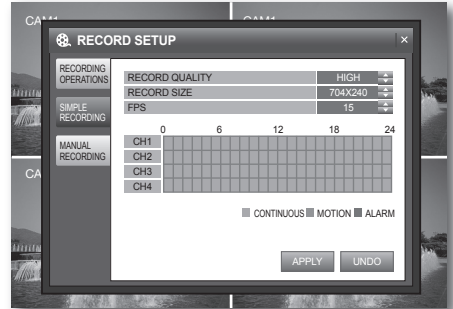 CAM1
CAM1
RECORD SETUP
×
RECORDING
OPERATIONS
SIMPLE
RECORDING
MANUAL
RECORDING
RECORD QUALITY HIGH
RECORD SIZE 704X240
FPS 15
0 6 12 18 24
CH1
CH2
CH3
CH4
CONTINUOUS MOTION ALARM
APPLY UNDO
CA